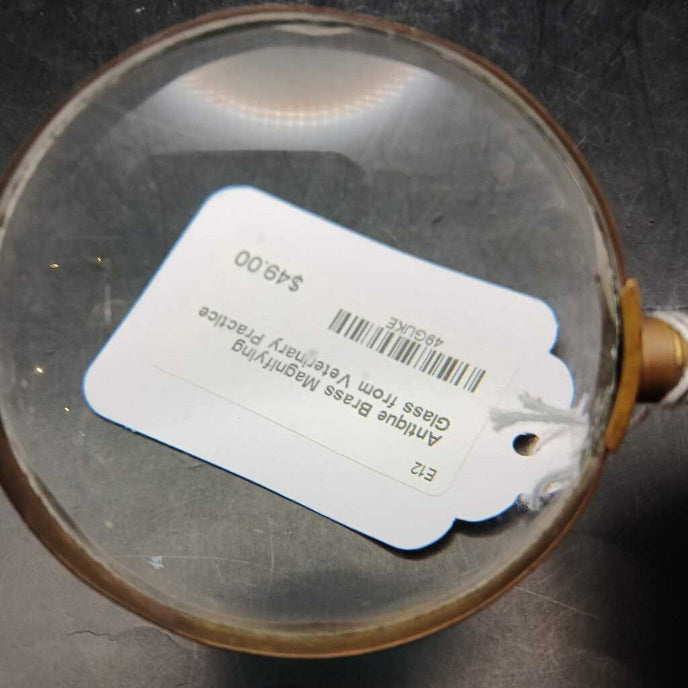 E12
Antique Brass Magnifying
Glass from Veterinary Practice
49GUKE
$49.00